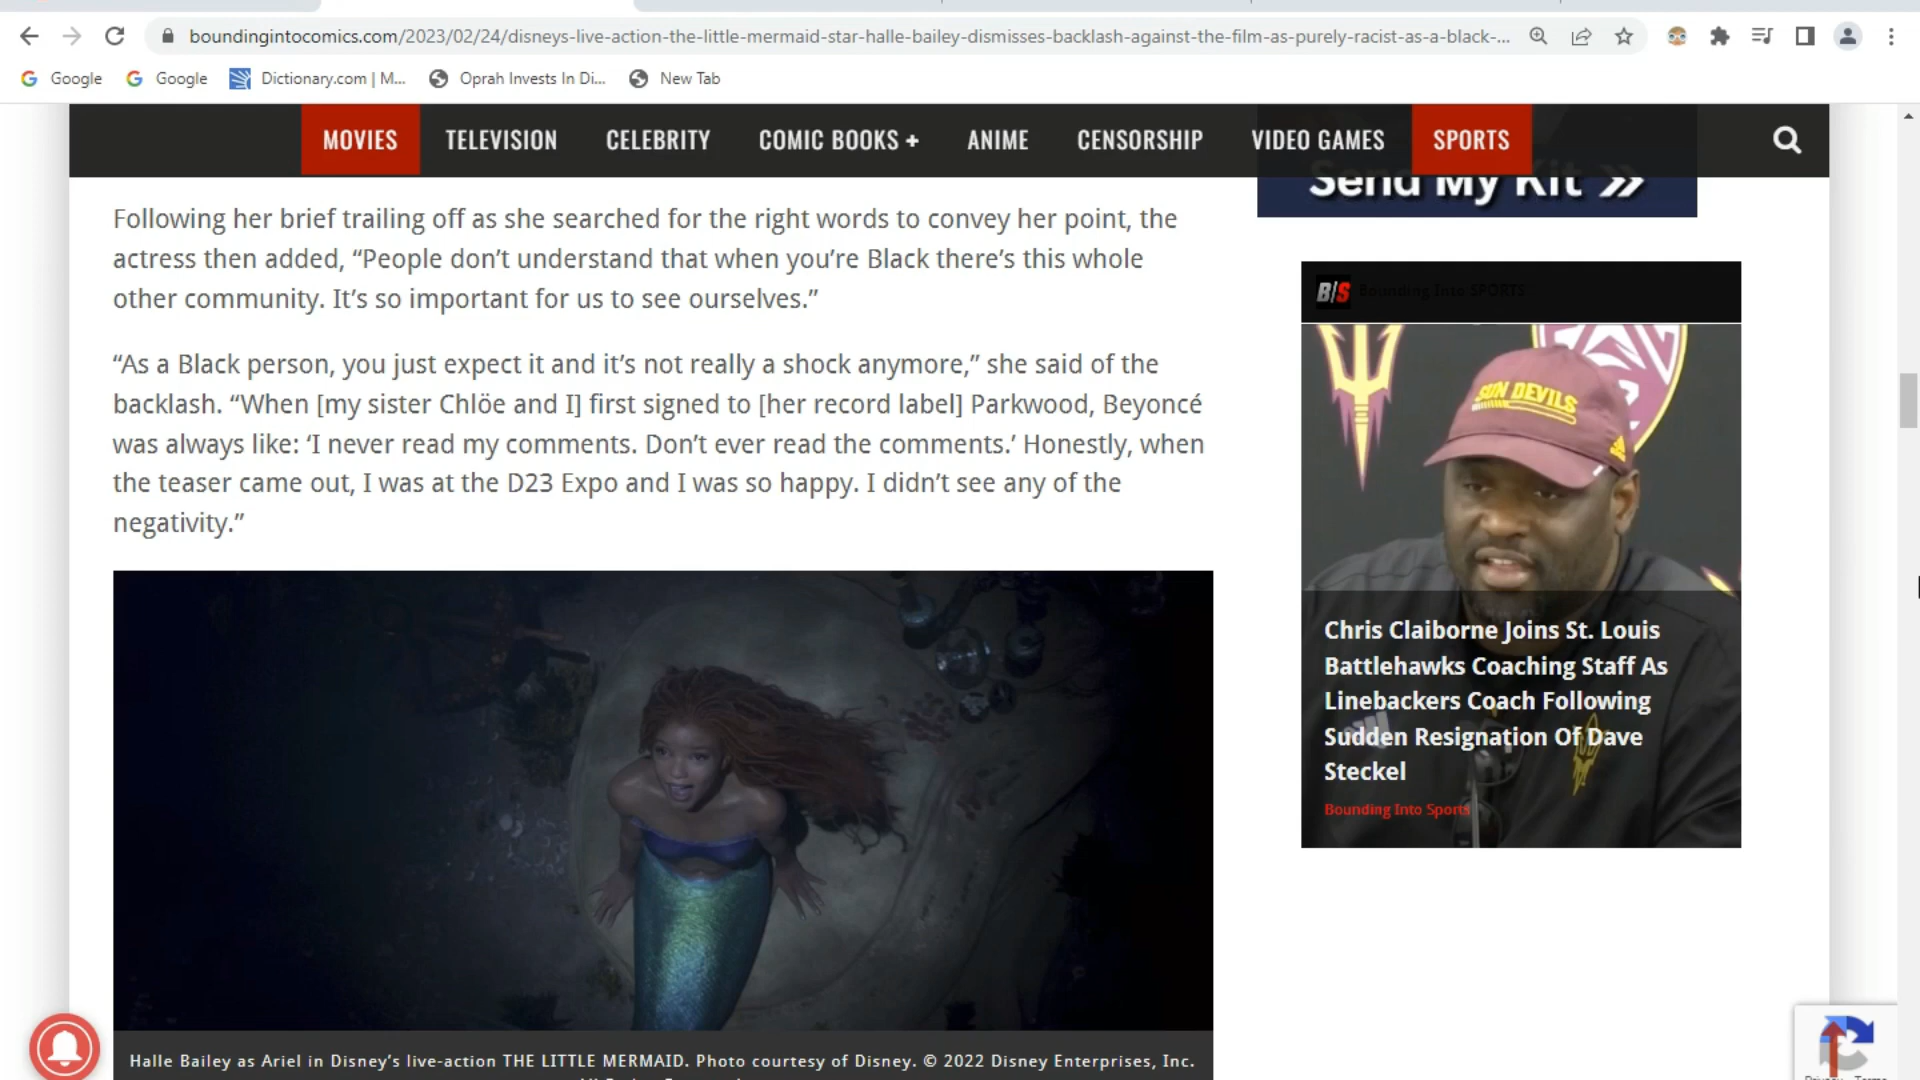 boundingintocomics.com/2023/02/24/disneys-live-action-the-little-mermaid-star-halle-bailey-dismisses-backlash-against-the-film-as-purely-racist-as-a-black-...
Google
Google
Dictionary.com | M...
Oprah Invests In Di...
New Tab
MOVIES
TELEVISION
CELEBRITY
COMIC BOOKS +
ANIME
CENSORSHIP
VIDEO GAMES
SPORTS
Send My Kit »
Following her brief trailing off as she searched for the right words to convey her point, the
actress then added, “People don’t understand that when you’re Black there’s this whole
other community. It’s so important for us to see ourselves.”
“As a Black person, you just expect it and it’s not really a shock anymore,” she said of the
backlash. “When [my sister Chlöe and I] first signed to [her record label] Parkwood, Beyoncé
was always like: ‘I never read my comments. Don’t ever read the comments.’ Honestly, when
the teaser came out, I was at the D23 Expo and I was so happy. I didn’t see any of the
negativity.”
Halle Bailey as Ariel in Disney’s live-action THE LITTLE MERMAID. Photo courtesy of Disney. © 2022 Disney Enterprises, Inc.
B/S Bounding Into SPORTS
SUN DEVILS
Chris Claiborne Joins St. Louis
Battlehawks Coaching Staff As
Linebackers Coach Following
Sudden Resignation Of Dave
Steckel
Bounding Into Sports